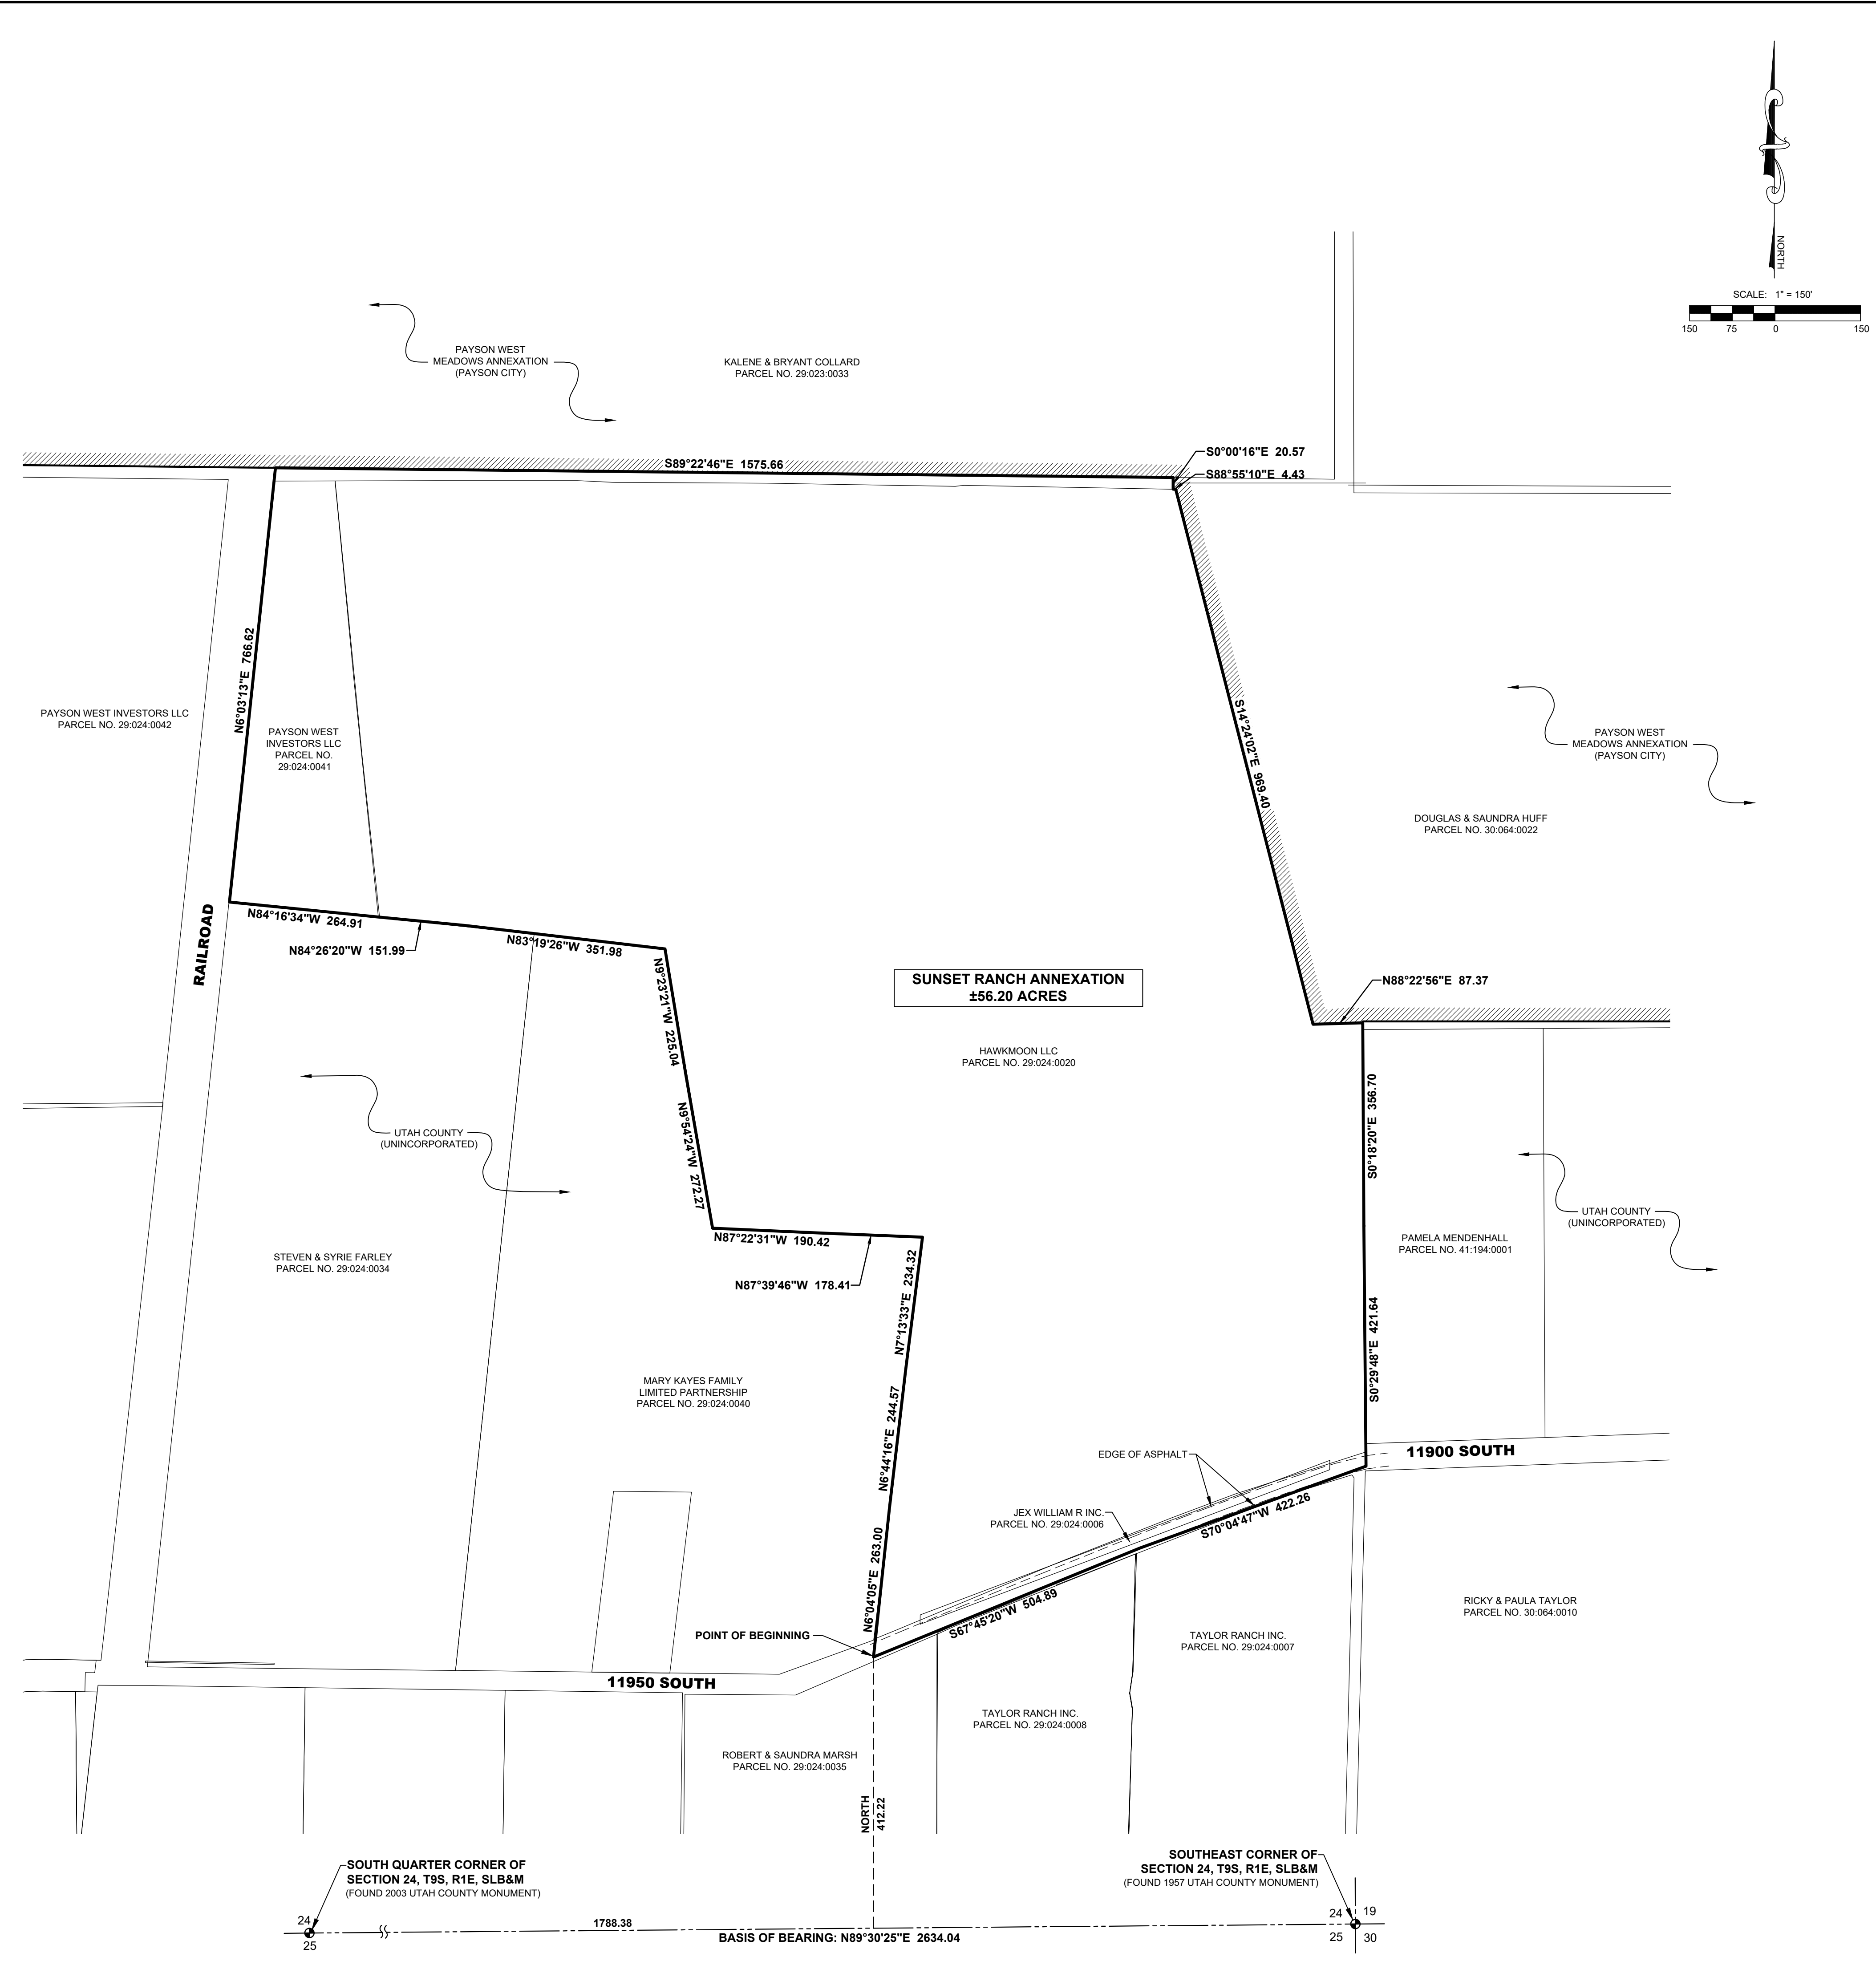 NORTH
SCALE: 1" = 150'
150 75 0 150
PAYSON WEST
MEADOWS ANNEXATION
(PAYSON CITY)
KALENE & BRYANT COLLARD
PARCEL NO. 29:023:0033
S89°22'46"E 1575.66
S0°00'16"E 20.57
S88°55'10"E 4.43
N6°03'13"E 766.62
PAYSON WEST INVESTORS LLC
PARCEL NO. 29:024:0042
PAYSON WEST
INVESTORS LLC
PARCEL NO.
29:024:0041
S14°24'02"E 969.40
PAYSON WEST
MEADOWS ANNEXATION
(PAYSON CITY)
DOUGLAS & SAUNDRA HUFF
PARCEL NO. 30:064:0022
RAILROAD
N84°16'34"W 264.91
N84°26'20"W 151.99
N83°19'26"W 351.98
N9°23'21"W 225.04
SUNSET RANCH ANNEXATION
±56.20 ACRES
N88°22'56"E 87.37
HAWKMOON LLC
PARCEL NO. 29:024:0020
S0°18'20"E 356.70
UTAH COUNTY
(UNINCORPORATED)
N9°54'24"W 272.27
UTAH COUNTY
(UNINCORPORATED)
PAMELA MENDENHALL
PARCEL NO. 41:194:0001
N87°22'31"W 190.42
STEVEN & SYRIE FARLEY
PARCEL NO. 29:024:0034
N87°39'46"W 178.41
N7°13'33"E 234.32
S0°29'48"E 421.64
MARY KAYES FAMILY
LIMITED PARTNERSHIP
PARCEL NO. 29:024:0040
N6°44'16"E 244.57
EDGE OF ASPHALT
11900 SOUTH
JEX WILLIAM R INC.
PARCEL NO. 29:024:0006
S70°04'47"W 422.26
N6°04'05"E 263.00
S67°45'20"W 504.89
RICKY & PAULA TAYLOR
PARCEL NO. 30:064:0010
POINT OF BEGINNING
TAYLOR RANCH INC.
PARCEL NO. 29:024:0007
11950 SOUTH
TAYLOR RANCH INC.
PARCEL NO. 29:024:0008
ROBERT & SAUNDRA MARSH
PARCEL NO. 29:024:0035
NORTH
412.22
SOUTH QUARTER CORNER OF
SECTION 24, T9S, R1E, SLB&M
(FOUND 2003 UTAH COUNTY MONUMENT)
SOUTHEAST CORNER OF
SECTION 24, T9S, R1E, SLB&M
(FOUND 1957 UTAH COUNTY MONUMENT)
24
25
1788.38
BASIS OF BEARING: N89°30'25"E 2634.04
24 19
25 30